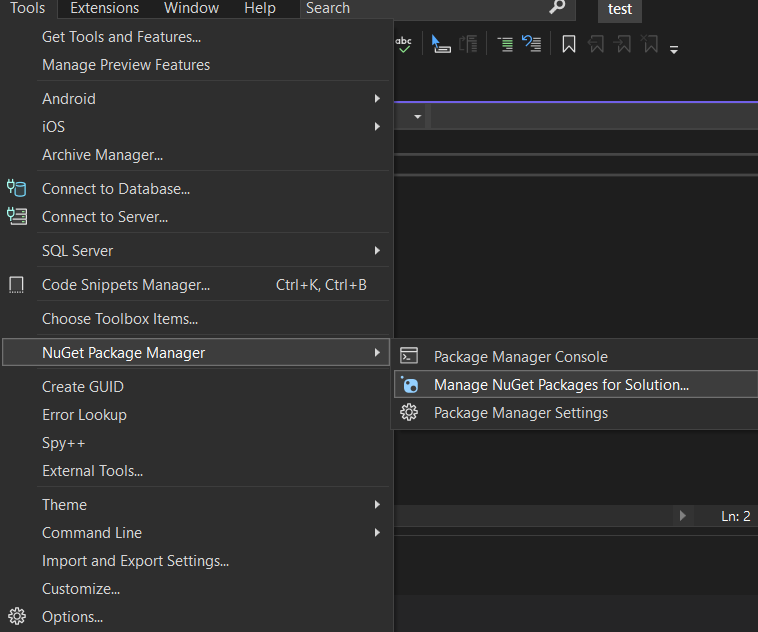 Tools Extensions Window Help Search test
Get Tools and Features...
Manage Preview Features
abc
Android
iOS
Archive Manager...
Connect to Database...
Connect to Server...
SQL Server
Code Snippets Manager... Ctrl+K, Ctrl+B
Choose Toolbox Items...
NuGet Package Manager
Package Manager Console
Manage NuGet Packages for Solution...
Package Manager Settings
Create GUID
Error Lookup
Spy++
External Tools...
Theme
Command Line
Import and Export Settings...
Customize...
Options...
Ln: 2